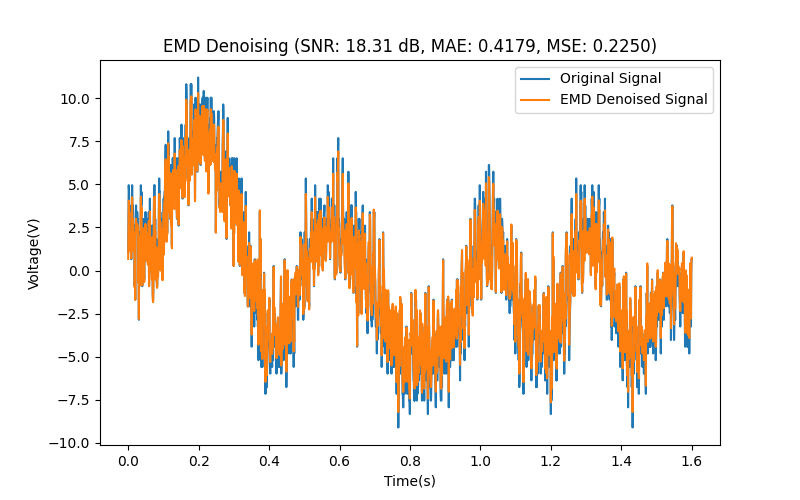 EMD Denoising (SNR: 18.31 dB, MAE: 0.4179, MSE: 0.2250)
Original Signal
EMD Denoised Signal
10.0
7.5
5.0
2.5
0.0
−2.5
−5.0
−7.5
−10.0
Voltage(V)
0.0 0.2 0.4 0.6 0.8 1.0 1.2 1.4 1.6
Time(s)